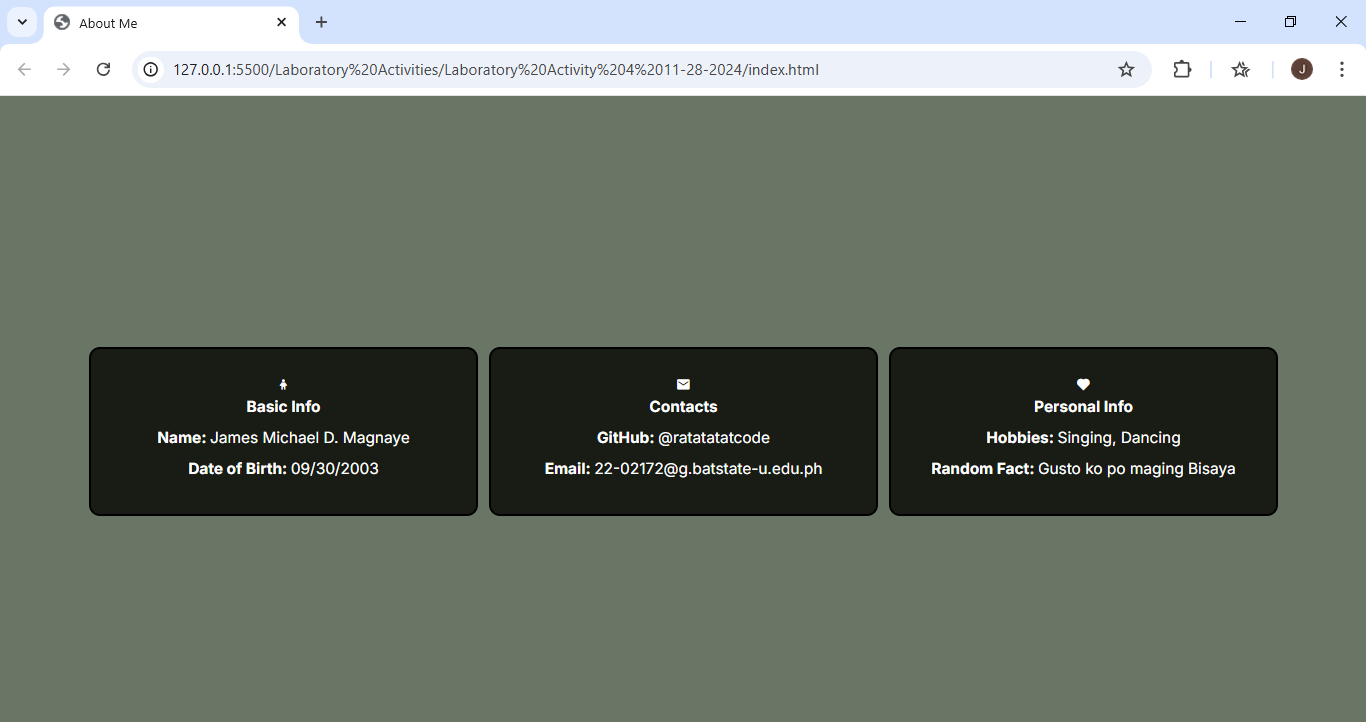 About Me
127.0.0.1:5500/Laboratory%20Activities/Laboratory%20Activity%204%2011-28-2024/index.html
J
Basic Info
Name: James Michael D. Magnaye
Date of Birth: 09/30/2003
Contacts
GitHub: @ratatatatcode
Email: 22-02172@g.batstate-u.edu.ph
Personal Info
Hobbies: Singing, Dancing
Random Fact: Gusto ko po maging Bisaya